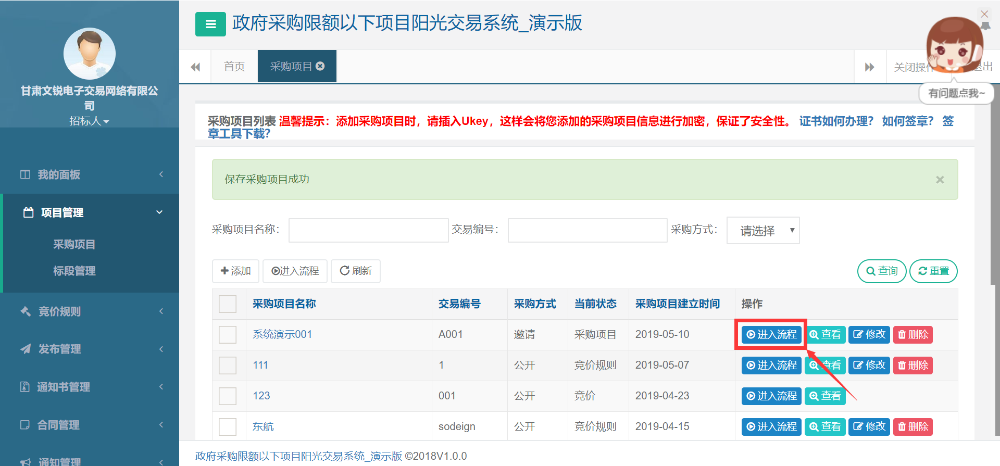 政府采购限额以下项目阳光交易系统_演示版
甘肃文锐电子交易网络有限公
司
招标人
首页
采购项目
关闭操作
退出
有问题点我~
我的面板
项目管理
采购项目
标段管理
竞价规则
发布管理
通知书管理
合同管理
通知管理
采购项目列表 温馨提示：添加采购项目时，请插入Ukey，这样会将您添加的采购项目信息进行加密，保证了安全性。 证书如何办理？ 如何签章？ 签
章工具下载？
保存采购项目成功 ×
采购项目名称： 交易编号： 采购方式： 请选择
添加 进入流程 刷新 查询 重置
采购项目名称 交易编号 采购方式 当前状态 采购项目建立时间 操作
系统演示001 A001 邀请 采购项目 2019-05-10 进入流程 查看 修改 删除
111 1 公开 竞价规则 2019-05-07 进入流程 查看 修改 删除
123 001 公开 竞价 2019-04-23 进入流程 查看
东航 sodeign 公开 竞价规则 2019-04-15 进入流程 查看 修改 删除
政府采购限额以下项目阳光交易系统_演示版 ©2018V1.0.0